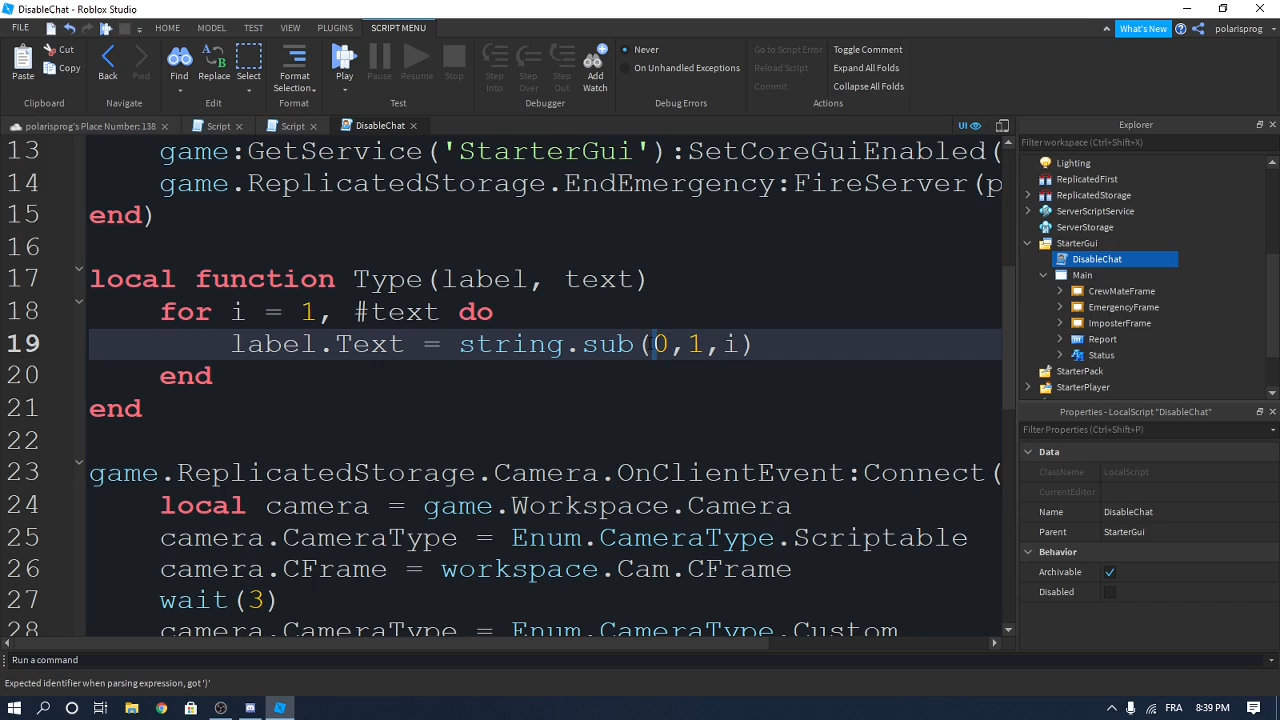 DisableChat - Roblox Studio
FILE HOME MODEL TEST VIEW PLUGINS SCRIPT MENU What's New polarisprog
Paste Cut Copy
Clipboard
Back Fwd
Navigate
Find Replace Select
Edit
Format Selection
Format
Play Pause Resume Stop
Test
Step Into Step Over Step Out Add Watch
Debugger
Never
On Unhandled Exceptions
Debug Errors
Go to Script Error
Reload Script
Commit
Toggle Comment
Expand All Folds
Collapse All Folds
Actions
polarisprog's Place Number: 138 Script Script DisableChat UI
13 game:GetService('StarterGui'):SetCoreGuiEnabled(
14 game.ReplicatedStorage.EndEmergency:FireServer(p
15 end)
16
17 local function Type(label, text)
18 for i = 1, #text do
19 label.Text = string.sub(0,1,i)
20 end
21 end
22
23 game.ReplicatedStorage.Camera.OnClientEvent:Connect(
24 local camera = game.Workspace.Camera
25 camera.CameraType = Enum.CameraType.Scriptable
26 camera.CFrame = workspace.Cam.CFrame
27 wait(3)
28 camera.CameraType = Enum.CameraType.Custom
Explorer
Filter workspace (Ctrl+Shift+X)
Lighting
ReplicatedFirst
ReplicatedStorage
ServerScriptService
ServerStorage
StarterGui
DisableChat
Main
CrewMateFrame
EmergencyFrame
ImposterFrame
Report
Status
StarterPack
StarterPlayer
Properties - LocalScript "DisableChat"
Filter Properties (Ctrl+Shift+P)
Data
ClassName LocalScript
CurrentEditor
Name DisableChat
Parent StarterGui
Behavior
Archivable
Disabled
Run a command
Expected identifier when parsing expression, got ')'
FRA 8:39 PM